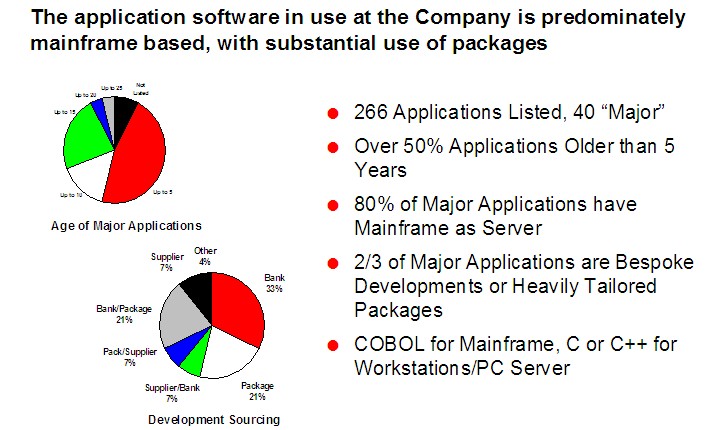 The application software in use at the Company is predominately
mainframe based, with substantial use of packages
Up to 25
Not
Listed
Up to 20
Up to 15
Up to 10
Up to 5
Age of Major Applications
Other
4%
Supplier
7%
Bank
33%
Bank/Package
21%
Pack/Supplier
7%
Supplier/Bank
7%
Package
21%
Development Sourcing
266 Applications Listed, 40 “Major”
Over 50% Applications Older than 5
Years
80% of Major Applications have
Mainframe as Server
2/3 of Major Applications are Bespoke
Developments or Heavily Tailored
Packages
COBOL for Mainframe, C or C++ for
Workstations/PC Server